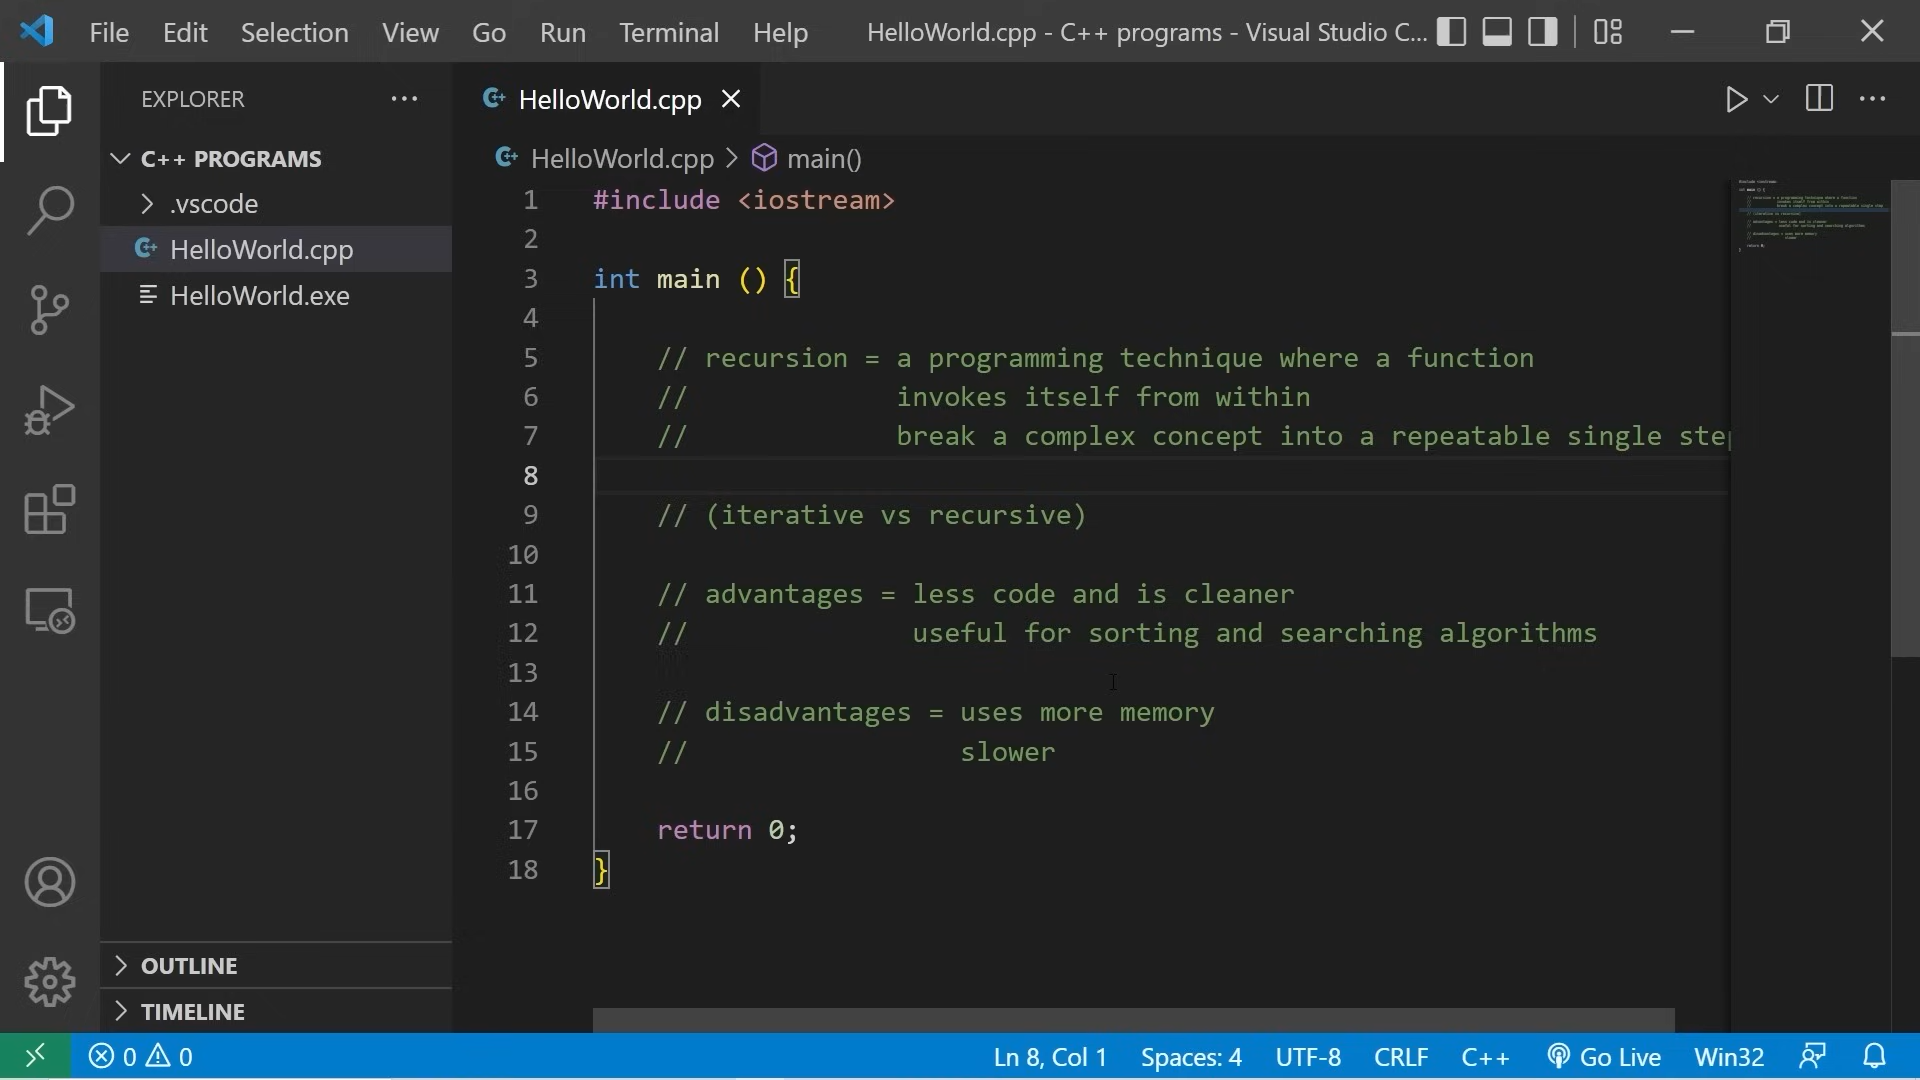 File Edit Selection View Go Run Terminal Help HelloWorld.cpp - C++ programs - Visual Studio C...
EXPLORER
C++ PROGRAMS
.vscode
HelloWorld.cpp
HelloWorld.exe
OUTLINE
TIMELINE
HelloWorld.cpp
HelloWorld.cpp > main()
1 #include <iostream>
2
3 int main () {
4
5 // recursion = a programming technique where a function
6 // invokes itself from within
7 // break a complex concept into a repeatable single step
8
9 // (iterative vs recursive)
10
11 // advantages = less code and is cleaner
12 // useful for sorting and searching algorithms
13
14 // disadvantages = uses more memory
15 // slower
16
17 return 0;
18 }
0 0 Ln 8, Col 1 Spaces: 4 UTF-8 CRLF C++ Go Live Win32